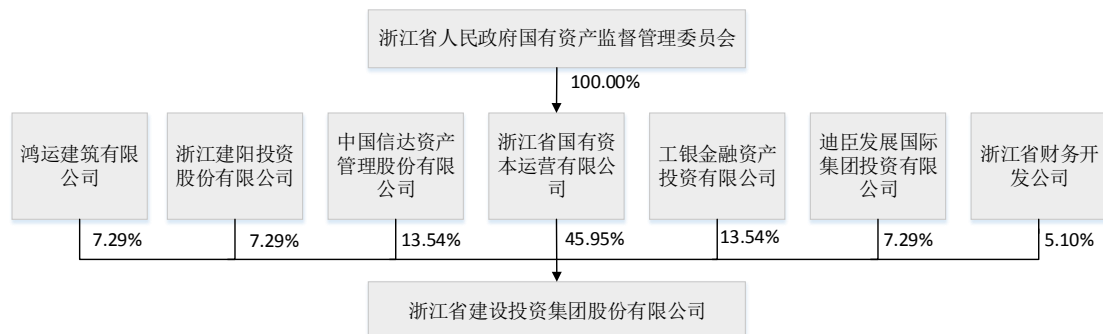 浙江省人民政府国有资产监督管理委员会
100.00%
鸿运建筑有限
公司
浙江建阳投资
股份有限公司
中国信达资产
管理股份有限
公司
浙江省国有资
本运营有限公
司
工银金融资产
投资有限公司
迪臣发展国际
集团投资有限
公司
浙江省财务开
发公司
7.29%
7.29%
13.54%
45.95%
13.54%
7.29%
5.10%
浙江省建设投资集团股份有限公司